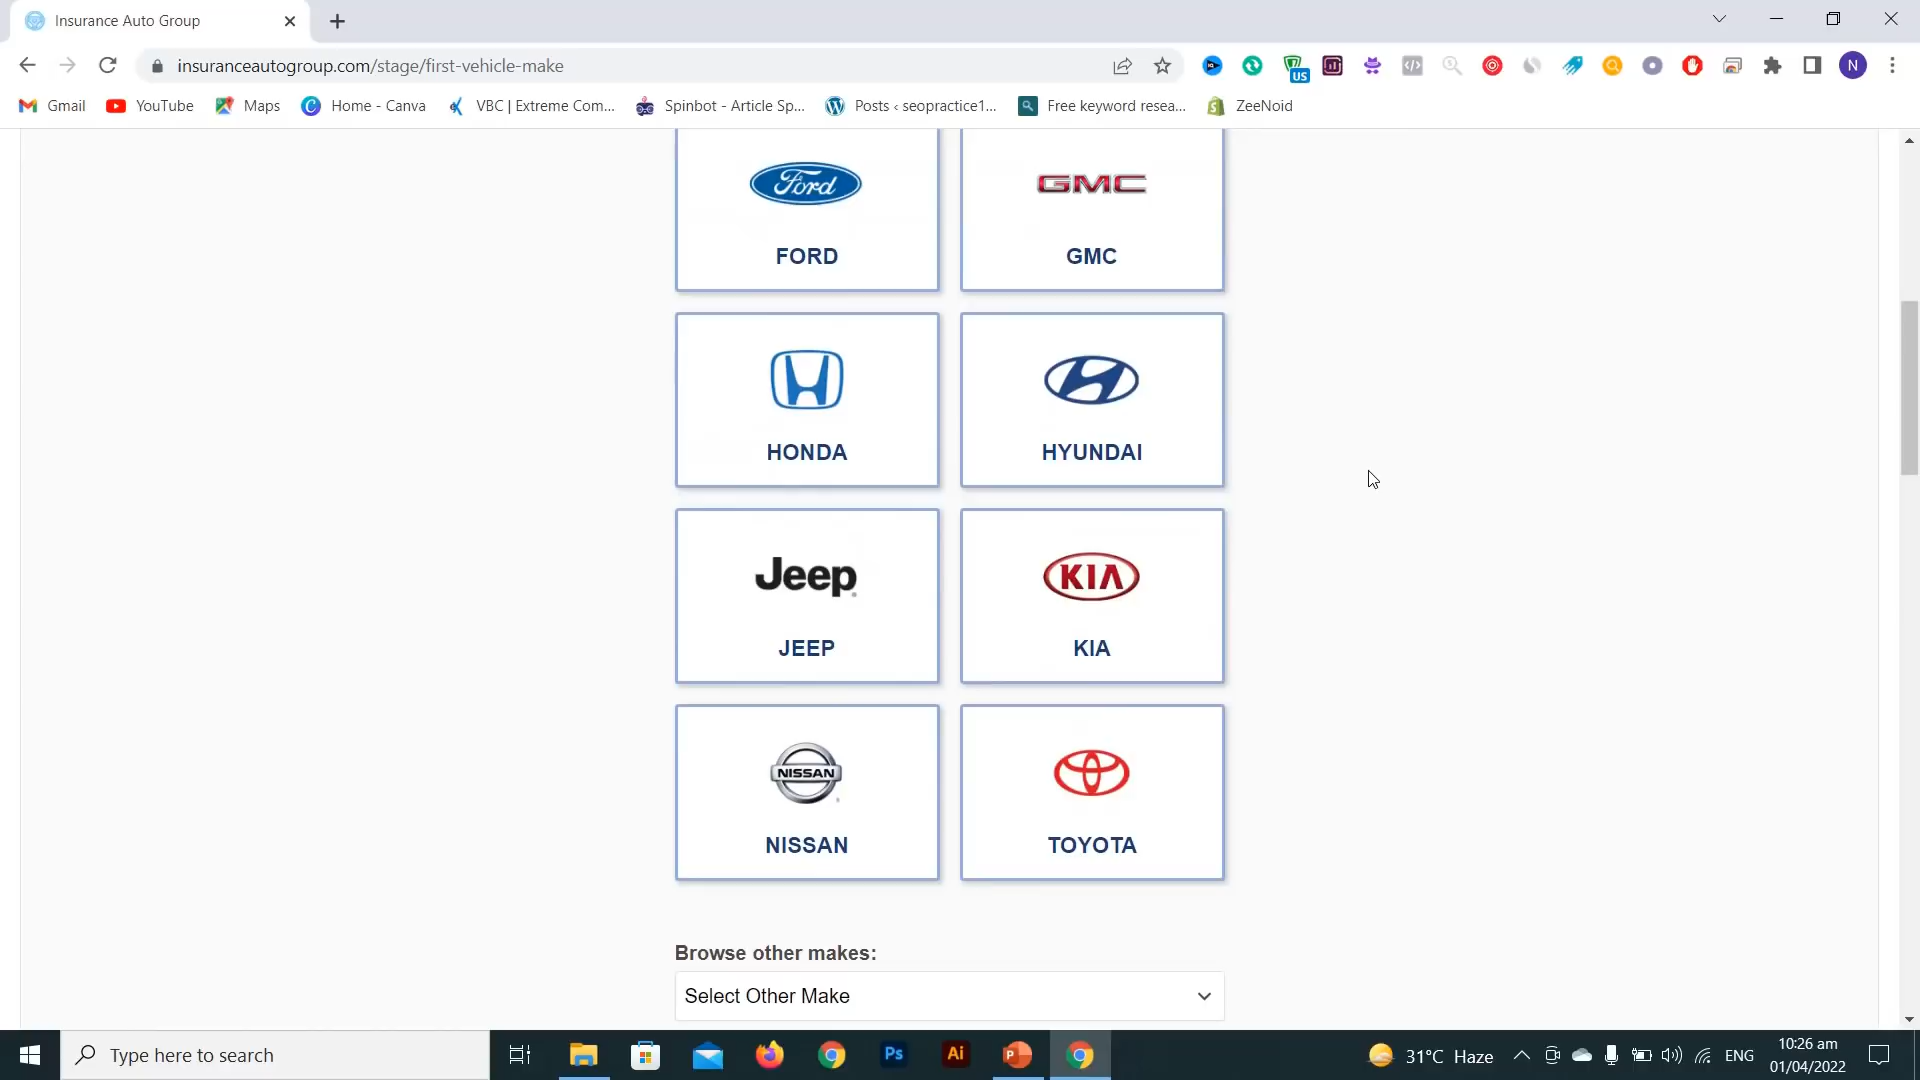 Insurance Auto Group
insuranceautogroup.com/stage/first-vehicle-make
US
N
Gmail
YouTube
Maps
Home - Canva
VBC | Extreme Com...
Spinbot - Article Sp...
Posts ‹ seopractice1...
Free keyword resea...
ZeeNoid
Ford
GMC
FORD
GMC
HONDA
HYUNDAI
Jeep
KIA
JEEP
KIA
NISSAN
NISSAN
TOYOTA
Browse other makes:
Select Other Make
Type here to search
Ps
Ai
P
31°C Haze
ENG
10:26 am
01/04/2022